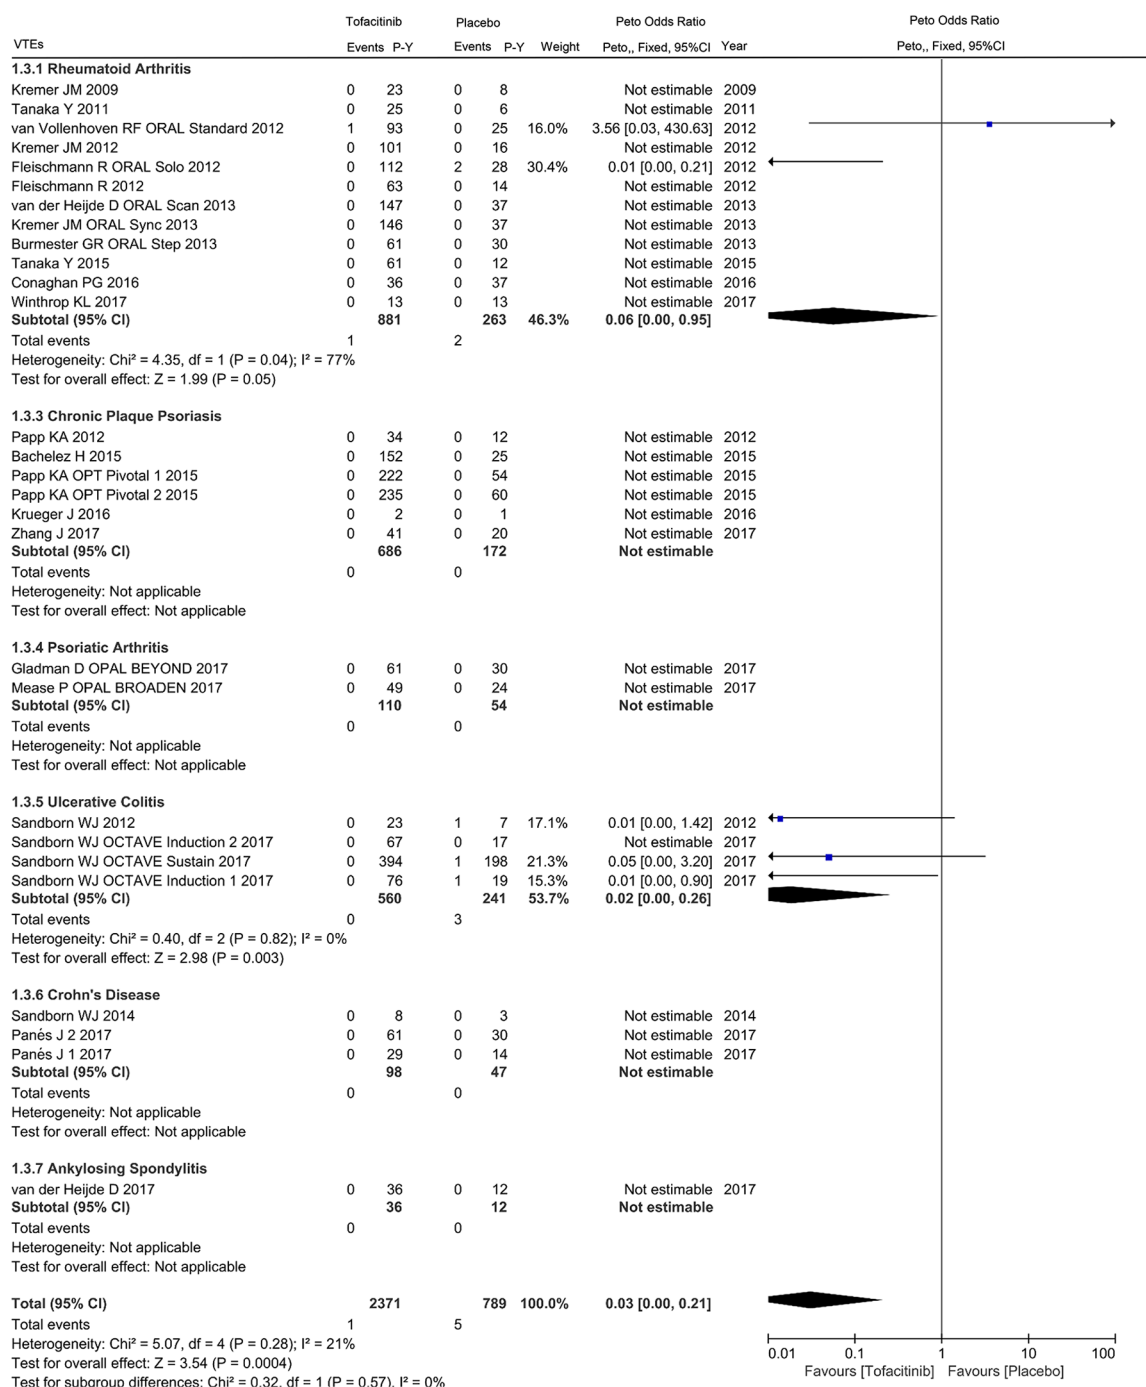 Tofacitinib Placebo Peto Odds Ratio Peto Odds Ratio
VTEs Events P-Y Events P-Y Weight Peto,, Fixed, 95%CI Year Peto,, Fixed, 95%CI
1.3.1 Rheumatoid Arthritis
Kremer JM 2009 0 23 0 8 Not estimable 2009
Tanaka Y 2011 0 25 0 6 Not estimable 2011
van Vollenhoven RF ORAL Standard 2012 1 93 0 25 16.0% 3.56 [0.03, 430.63] 2012
Kremer JM 2012 0 101 0 16 Not estimable 2012
Fleischmann R ORAL Solo 2012 0 112 2 28 30.4% 0.01 [0.00, 0.21] 2012
Fleischmann R 2012 0 63 0 14 Not estimable 2012
van der Heijde D ORAL Scan 2013 0 147 0 37 Not estimable 2013
Kremer JM ORAL Sync 2013 0 146 0 37 Not estimable 2013
Burmester GR ORAL Step 2013 0 61 0 30 Not estimable 2013
Tanaka Y 2015 0 61 0 12 Not estimable 2015
Conaghan PG 2016 0 36 0 37 Not estimable 2016
Winthrop KL 2017 0 13 0 13 Not estimable 2017
Subtotal (95% CI) 881 263 46.3% 0.06 [0.00, 0.95]
Total events 1 2
Heterogeneity: Chi² = 4.35, df = 1 (P = 0.04); I² = 77%
Test for overall effect: Z = 1.99 (P = 0.05)
1.3.3 Chronic Plaque Psoriasis
Papp KA 2012 0 34 0 12 Not estimable 2012
Bachelez H 2015 0 152 0 25 Not estimable 2015
Papp KA OPT Pivotal 1 2015 0 222 0 54 Not estimable 2015
Papp KA OPT Pivotal 2 2015 0 235 0 60 Not estimable 2015
Krueger J 2016 0 2 0 1 Not estimable 2016
Zhang J 2017 0 41 0 20 Not estimable 2017
Subtotal (95% CI) 686 172 Not estimable
Total events 0 0
Heterogeneity: Not applicable
Test for overall effect: Not applicable
1.3.4 Psoriatic Arthritis
Gladman D OPAL BEYOND 2017 0 61 0 30 Not estimable 2017
Mease P OPAL BROADEN 2017 0 49 0 24 Not estimable 2017
Subtotal (95% CI) 110 54 Not estimable
Total events 0 0
Heterogeneity: Not applicable
Test for overall effect: Not applicable
1.3.5 Ulcerative Colitis
Sandborn WJ 2012 0 23 1 7 17.1% 0.01 [0.00, 1.42] 2012
Sandborn WJ OCTAVE Induction 2 2017 0 67 0 17 Not estimable 2017
Sandborn WJ OCTAVE Sustain 2017 0 394 1 198 21.3% 0.05 [0.00, 3.20] 2017
Sandborn WJ OCTAVE Induction 1 2017 0 76 1 19 15.3% 0.01 [0.00, 0.90] 2017
Subtotal (95% CI) 560 241 53.7% 0.02 [0.00, 0.26]
Total events 0 3
Heterogeneity: Chi² = 0.40, df = 2 (P = 0.82); I² = 0%
Test for overall effect: Z = 2.98 (P = 0.003)
1.3.6 Crohn's Disease
Sandborn WJ 2014 0 8 0 3 Not estimable 2014
Panés J 2 2017 0 61 0 30 Not estimable 2017
Panés J 1 2017 0 29 0 14 Not estimable 2017
Subtotal (95% CI) 98 47 Not estimable
Total events 0 0
Heterogeneity: Not applicable
Test for overall effect: Not applicable
1.3.7 Ankylosing Spondylitis
van der Heijde D 2017 0 36 0 12 Not estimable 2017
Subtotal (95% CI) 36 12 Not estimable
Total events 0 0
Heterogeneity: Not applicable
Test for overall effect: Not applicable
Total (95% CI) 2371 789 100.0% 0.03 [0.00, 0.21]
Total events 1 5
Heterogeneity: Chi² = 5.07, df = 4 (P = 0.28); I² = 21%
Test for overall effect: Z = 3.54 (P = 0.0004)
Test for subgroup differences: Chi² = 0.32, df = 1 (P = 0.57), I² = 0%
0.01 0.1 1 10 100
Favours [Tofacitinib] Favours [Placebo]